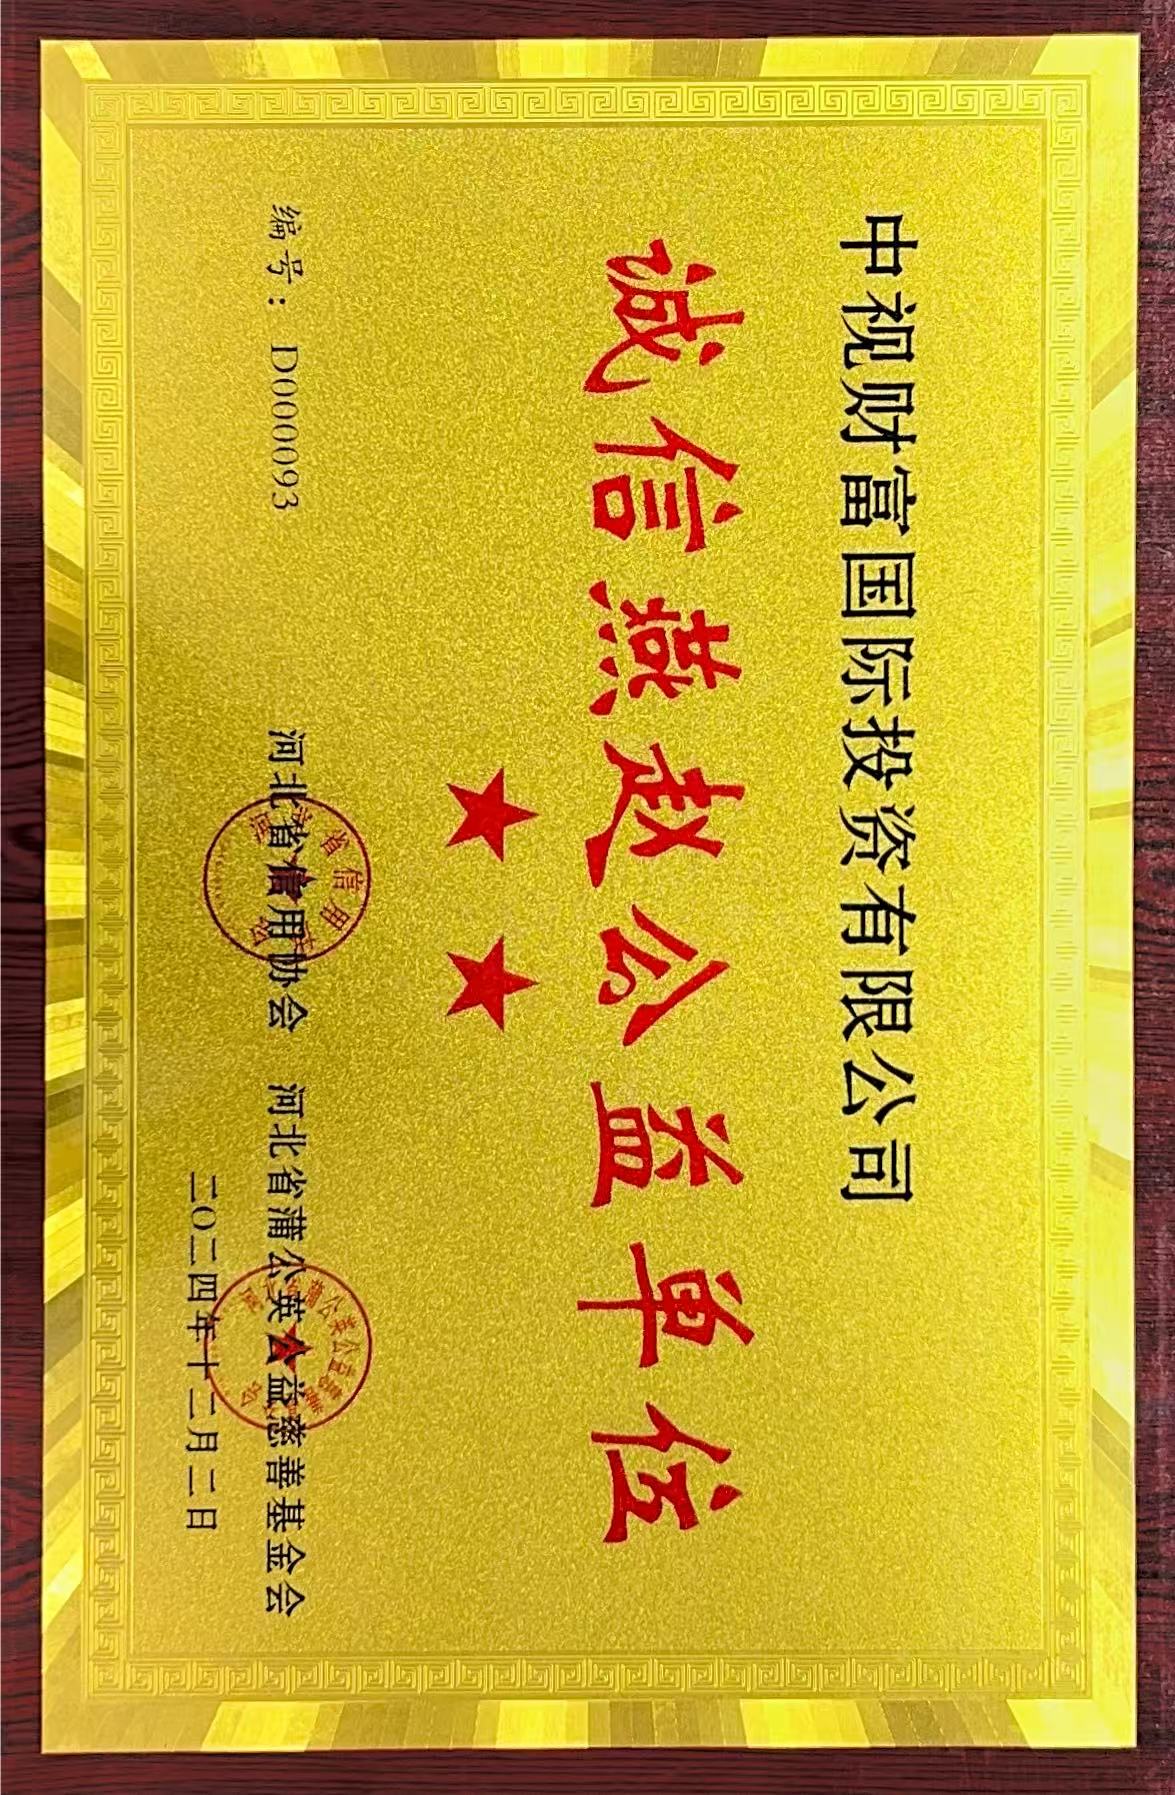 中视财富国际投资有限公司
诚信燕赵公益单位
★★
编号：D000093
河北省信用协会 河北省蒲公英公益慈善基金会
二〇二四年十二月二日